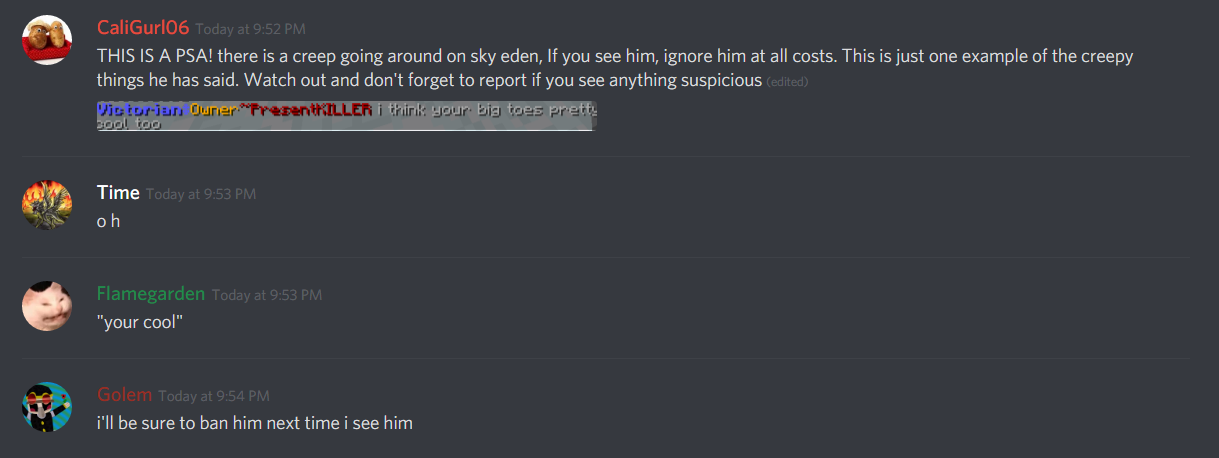 CaliGurl06 Today at 9:52 PM
THIS IS A PSA! there is a creep going around on sky eden, If you see him, ignore him at all costs. This is just one example of the creepy
things he has said. Watch out and don't forget to report if you see anything suspicious (edited)
Victorian Owner ~PresentKILLER i think your big toes pretty
cool too
Time Today at 9:53 PM
o h
Flamegarden Today at 9:53 PM
"your cool"
Golem Today at 9:54 PM
i'll be sure to ban him next time i see him